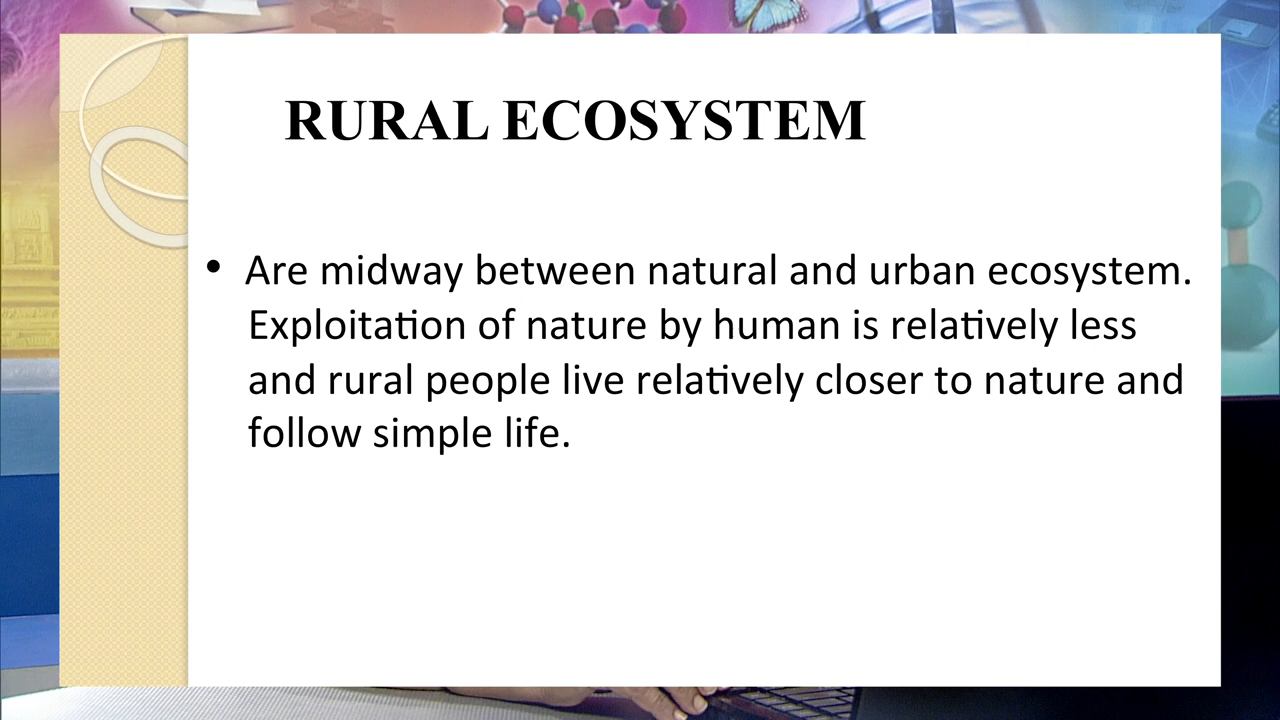 RURAL ECOSYSTEM
• Are midway between natural and urban ecosystem.
Exploitation of nature by human is relatively less
and rural people live relatively closer to nature and
follow simple life.